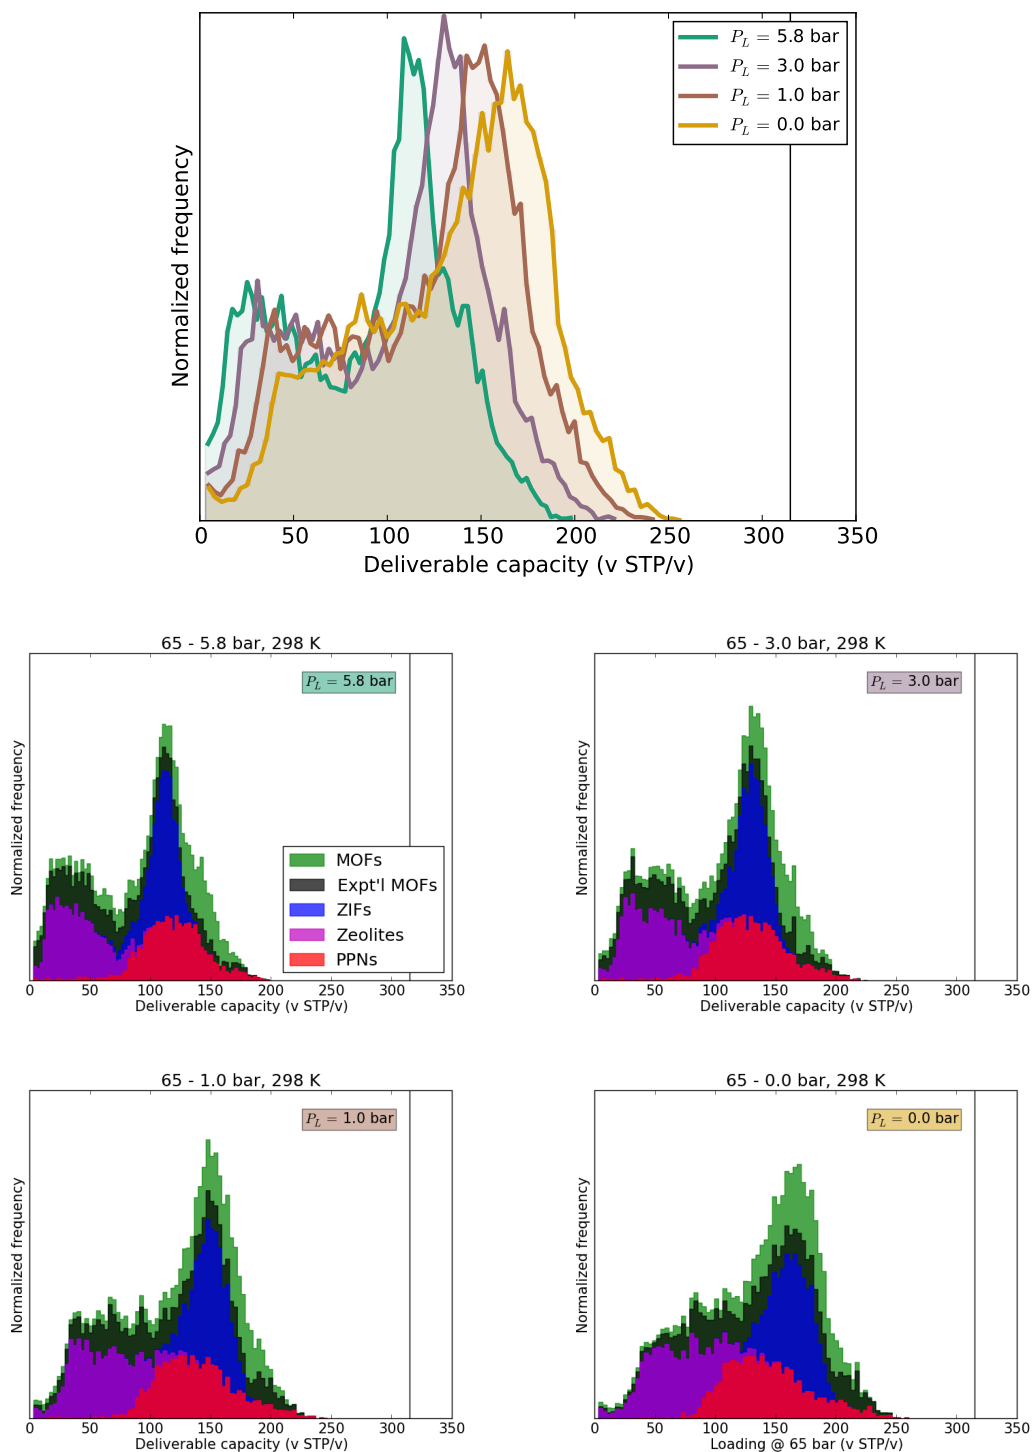 Normalized frequency
P_L = 5.8 bar
P_L = 3.0 bar
P_L = 1.0 bar
P_L = 0.0 bar
0 50 100 150 200 250 300 350
Deliverable capacity (v STP/v)
65 - 5.8 bar, 298 K
Normalized frequency
P_L = 5.8 bar
MOFs
Expt'l MOFs
ZIFs
Zeolites
PPNs
0 50 100 150 200 250 300 350
Deliverable capacity (v STP/v)
65 - 3.0 bar, 298 K
Normalized frequency
P_L = 3.0 bar
0 50 100 150 200 250 300 350
Deliverable capacity (v STP/v)
65 - 1.0 bar, 298 K
Normalized frequency
P_L = 1.0 bar
0 50 100 150 200 250 300 350
Deliverable capacity (v STP/v)
65 - 0.0 bar, 298 K
Normalized frequency
P_L = 0.0 bar
0 50 100 150 200 250 300 350
Loading @ 65 bar (v STP/v)